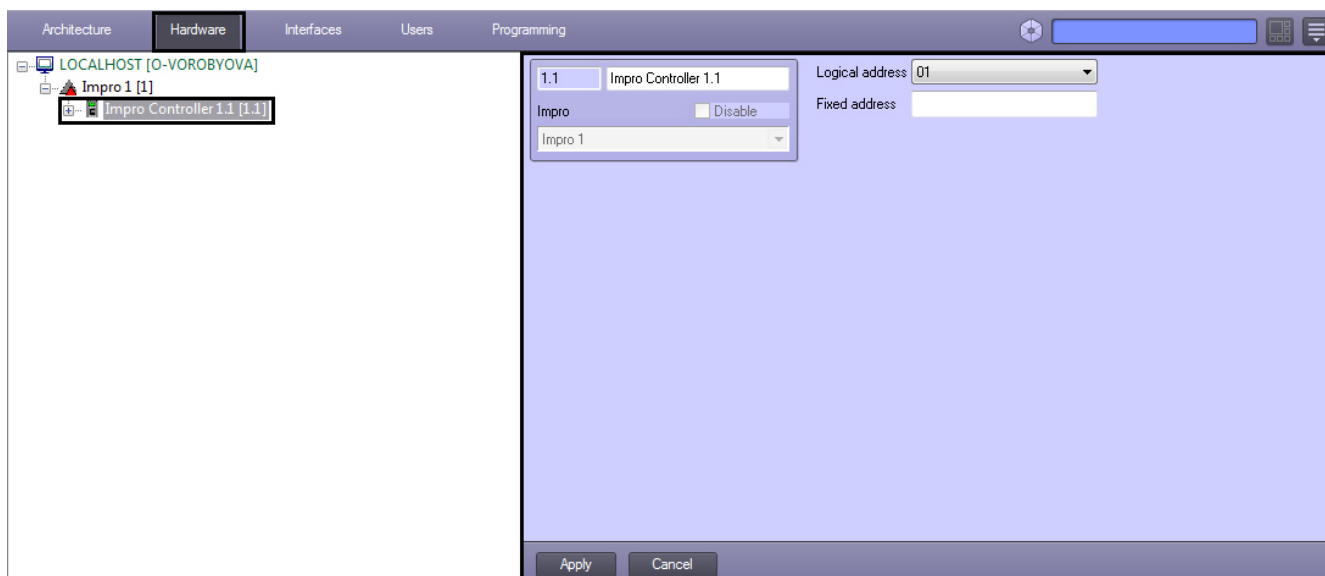 Architecture Hardware Interfaces Users Programming
LOCALHOST [O-VOROBYOVA]
Impro 1 [1]
Impro Controller 1.1 [1.1]
1.1 Impro Controller 1.1
Impro Disable
Impro 1
Logical address 01
Fixed address
Apply Cancel